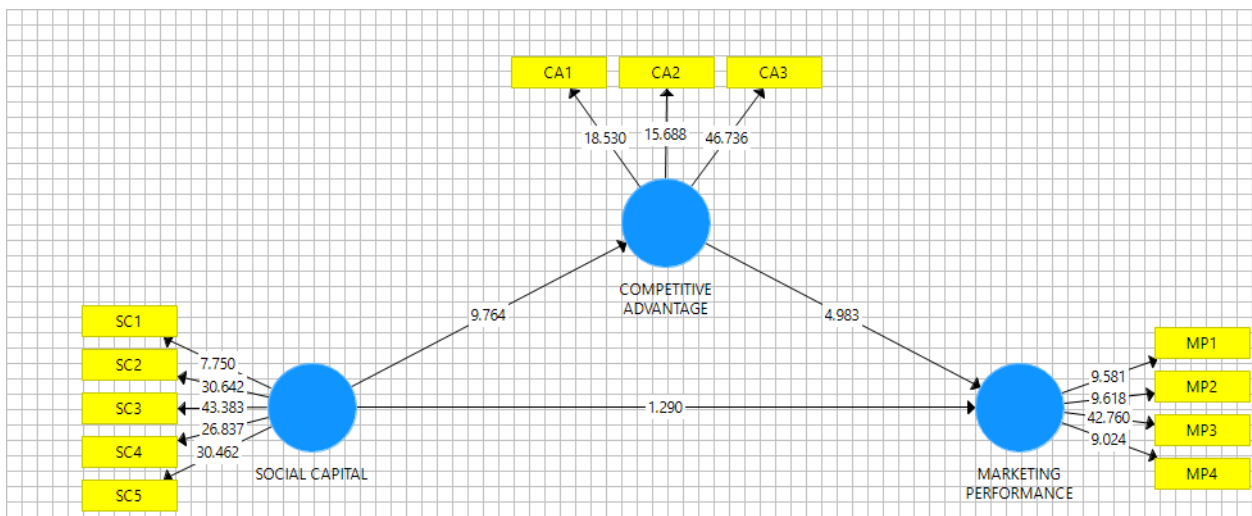 CA1 CA2 CA3
18.530 15.688 46.736
COMPETITIVE
ADVANTAGE
9.764
4.983
SC1
SC2
SC3
SC4
SC5
7.750
30.642
43.383
26.837
30.462
SOCIAL CAPITAL
1.290
MP1
MP2
MP3
MP4
9.581
9.618
42.760
9.024
MARKETING
PERFORMANCE